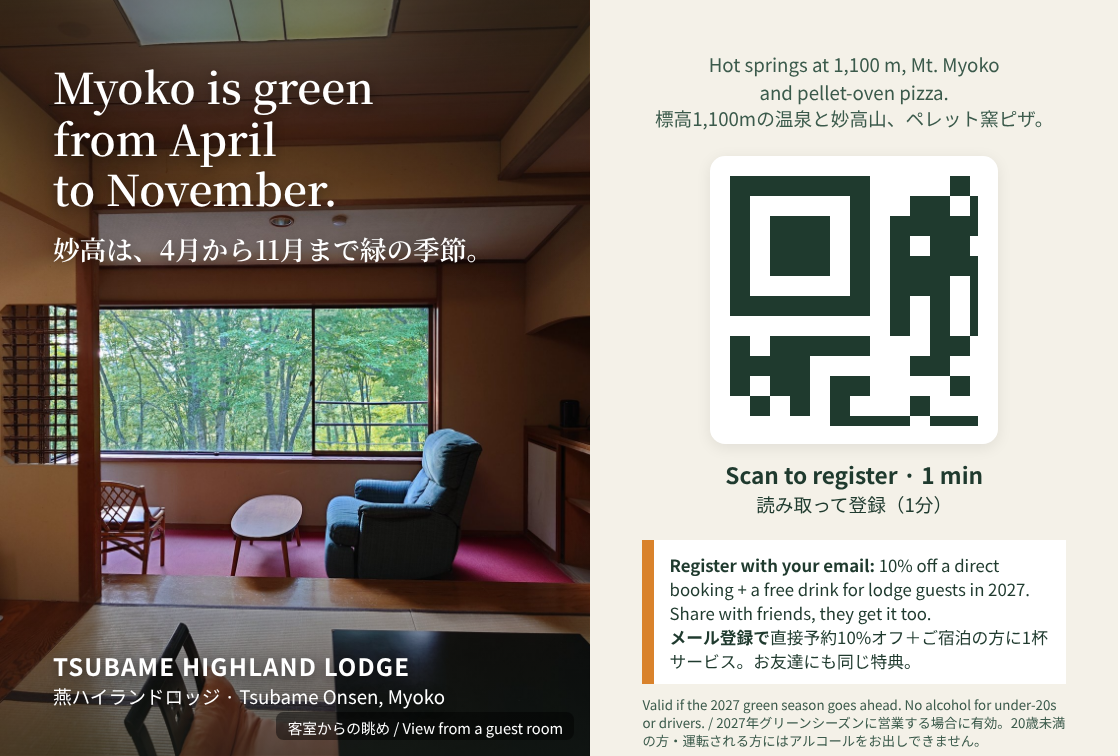 Myoko is green
from April
to November.
妙高は、4月から11月まで緑の季節。
TSUBAME HIGHLAND LODGE
燕ハイランドロッジ · Tsubame Onsen, Myoko
客室からの眺め / View from a guest room
Hot springs at 1,100 m, Mt. Myoko
and pellet-oven pizza.
標高1,100mの温泉と妙高山、ペレット窯ピザ。
Scan to register · 1 min
読み取って登録（1分）
Register with your email: 10% off a direct
booking + a free drink for lodge guests in 2027.
Share with friends, they get it too.
メール登録で直接予約10%オフ＋ご宿泊の方に1杯
サービス。お友達にも同じ特典。
Valid if the 2027 green season goes ahead. No alcohol for under-20s
or drivers. / 2027年グリーンシーズンに営業する場合に有効。20歳未満
の方・運転される方にはアルコールをお出しできません。